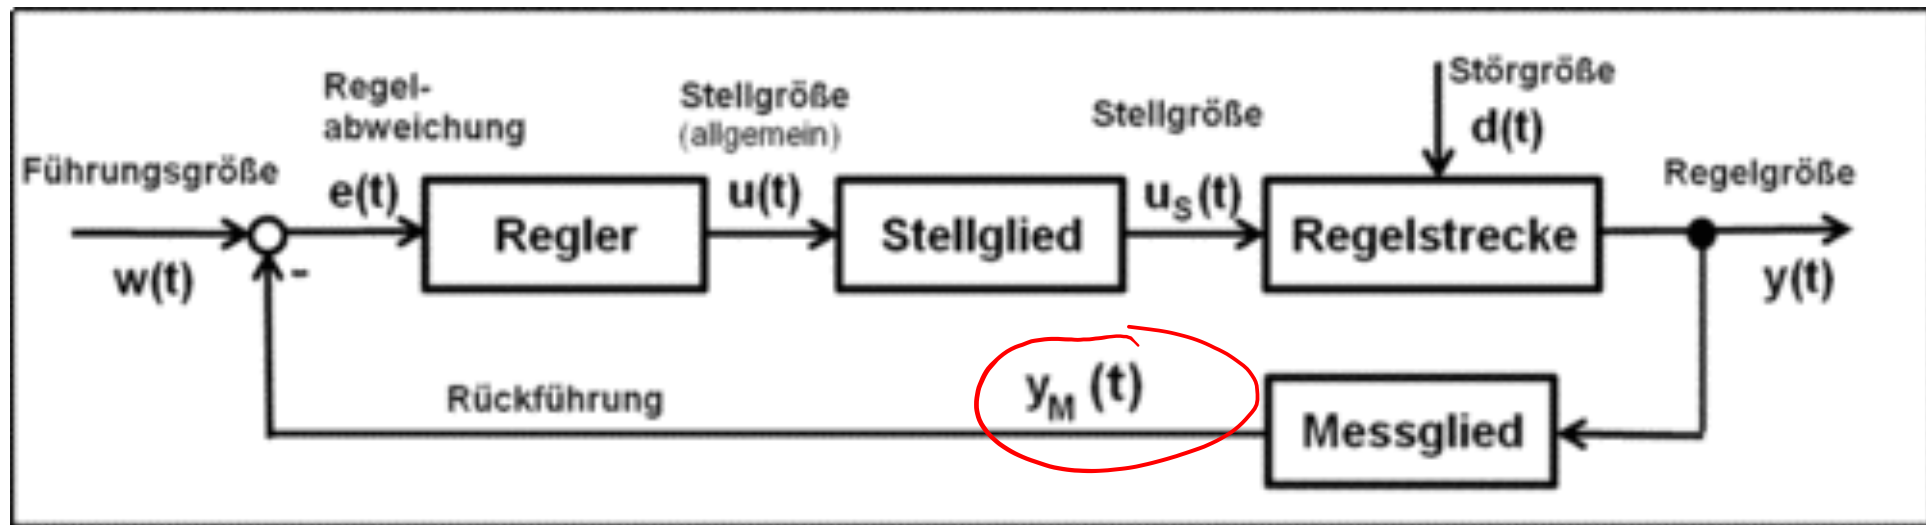 Führungsgröße
w(t)
-
Regel-
abweichung
e(t)
Regler
Stellgröße
(allgemein)
u(t)
Stellglied
Stellgröße
uS(t)
Störgröße
d(t)
Regelstrecke
Regelgröße
y(t)
Rückführung
yM (t)
Messglied